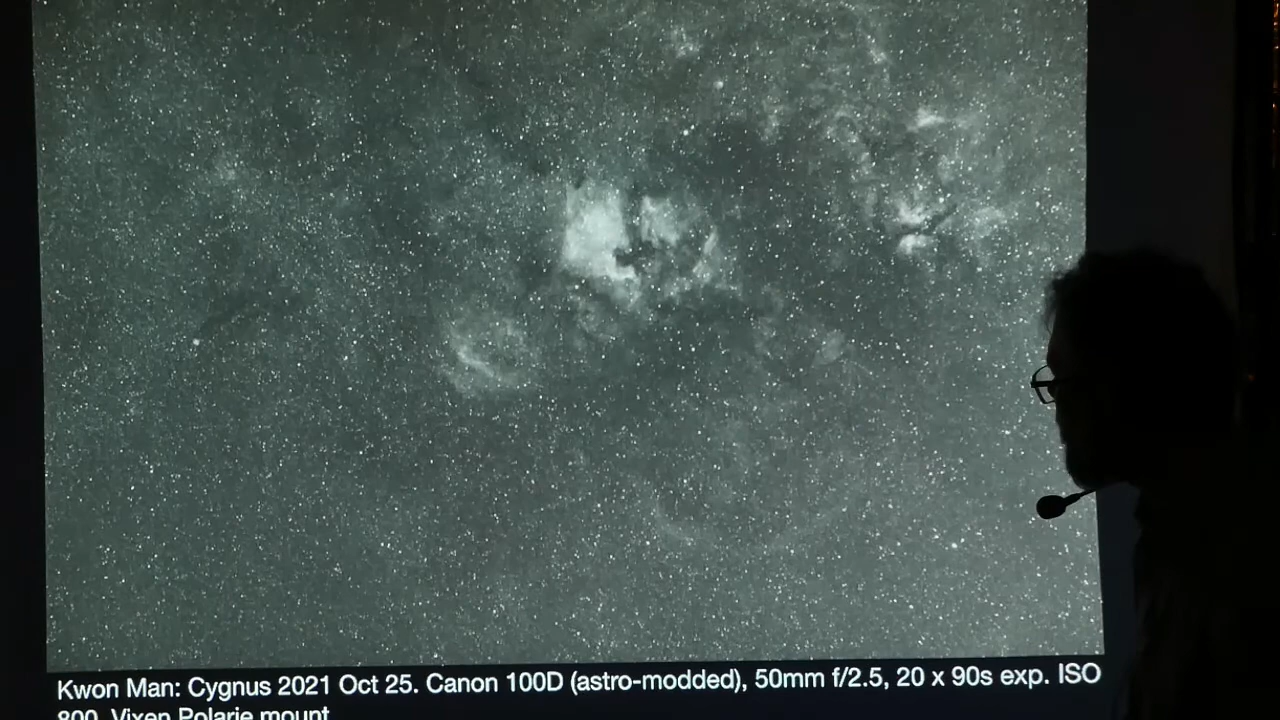 Kwon Man: Cygnus 2021 Oct 25. Canon 100D (astro-modded), 50mm f/2.5, 20 x 90s exp. ISO
800, Vixen Polarie mount